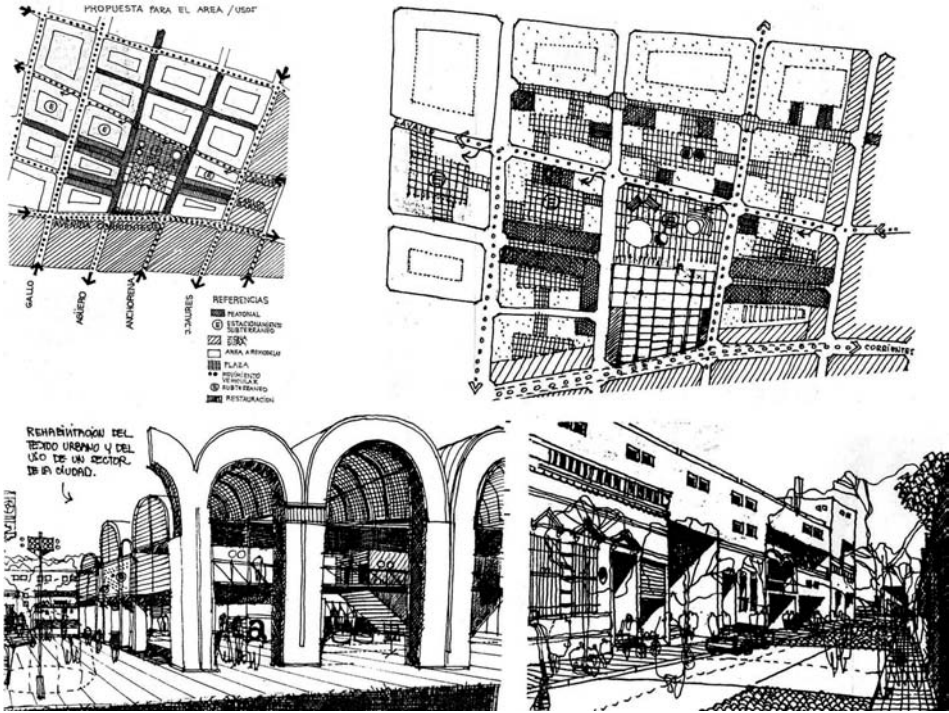 PROPUESTA PARA EL AREA / USOS
AVENIDA CORRIENTES
GALLO
AGÜERO
ANCHORENA
J. JAURES
REFERENCIAS
PEATONAL
E ESTACIONAMIENTO
SUBTERRANEO
AREA A REMODELAR
PLAZA
MOVIMIENTO
VEHICULAR
S SUBTERRANEO
RESTAURACION
LAVALLE
CORRIENTES
REHABILITACION DEL
TEJIDO URBANO Y DEL
USO DE UN SECTOR
DE LA CIUDAD.